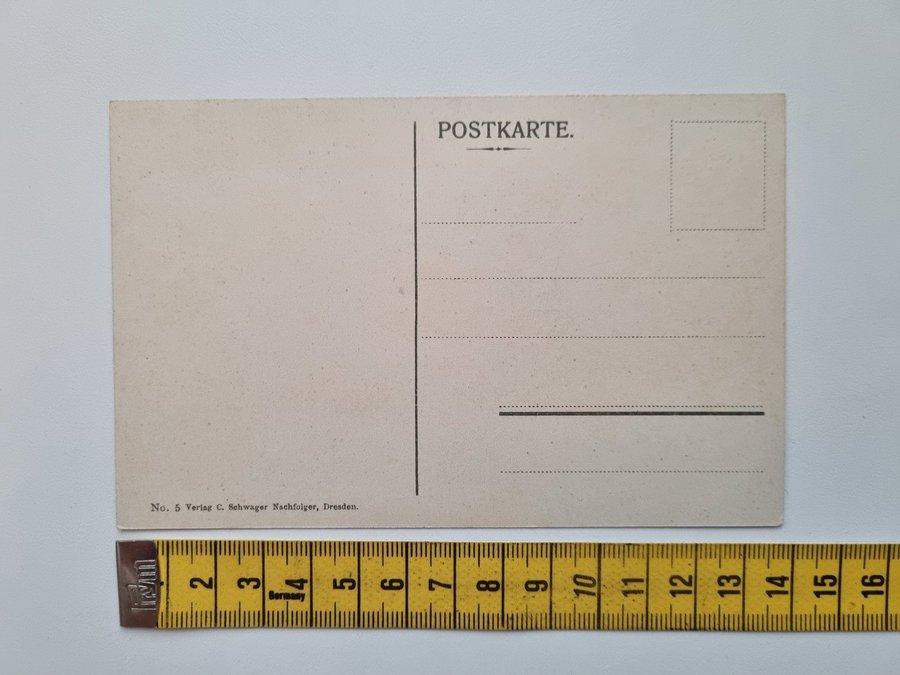 POSTKARTE.
No. 5 Verlag C. Schwager Nachfolger, Dresden.
2 3 4 5 6 7 8 9 10 11 12 13 14 15 16
Germany